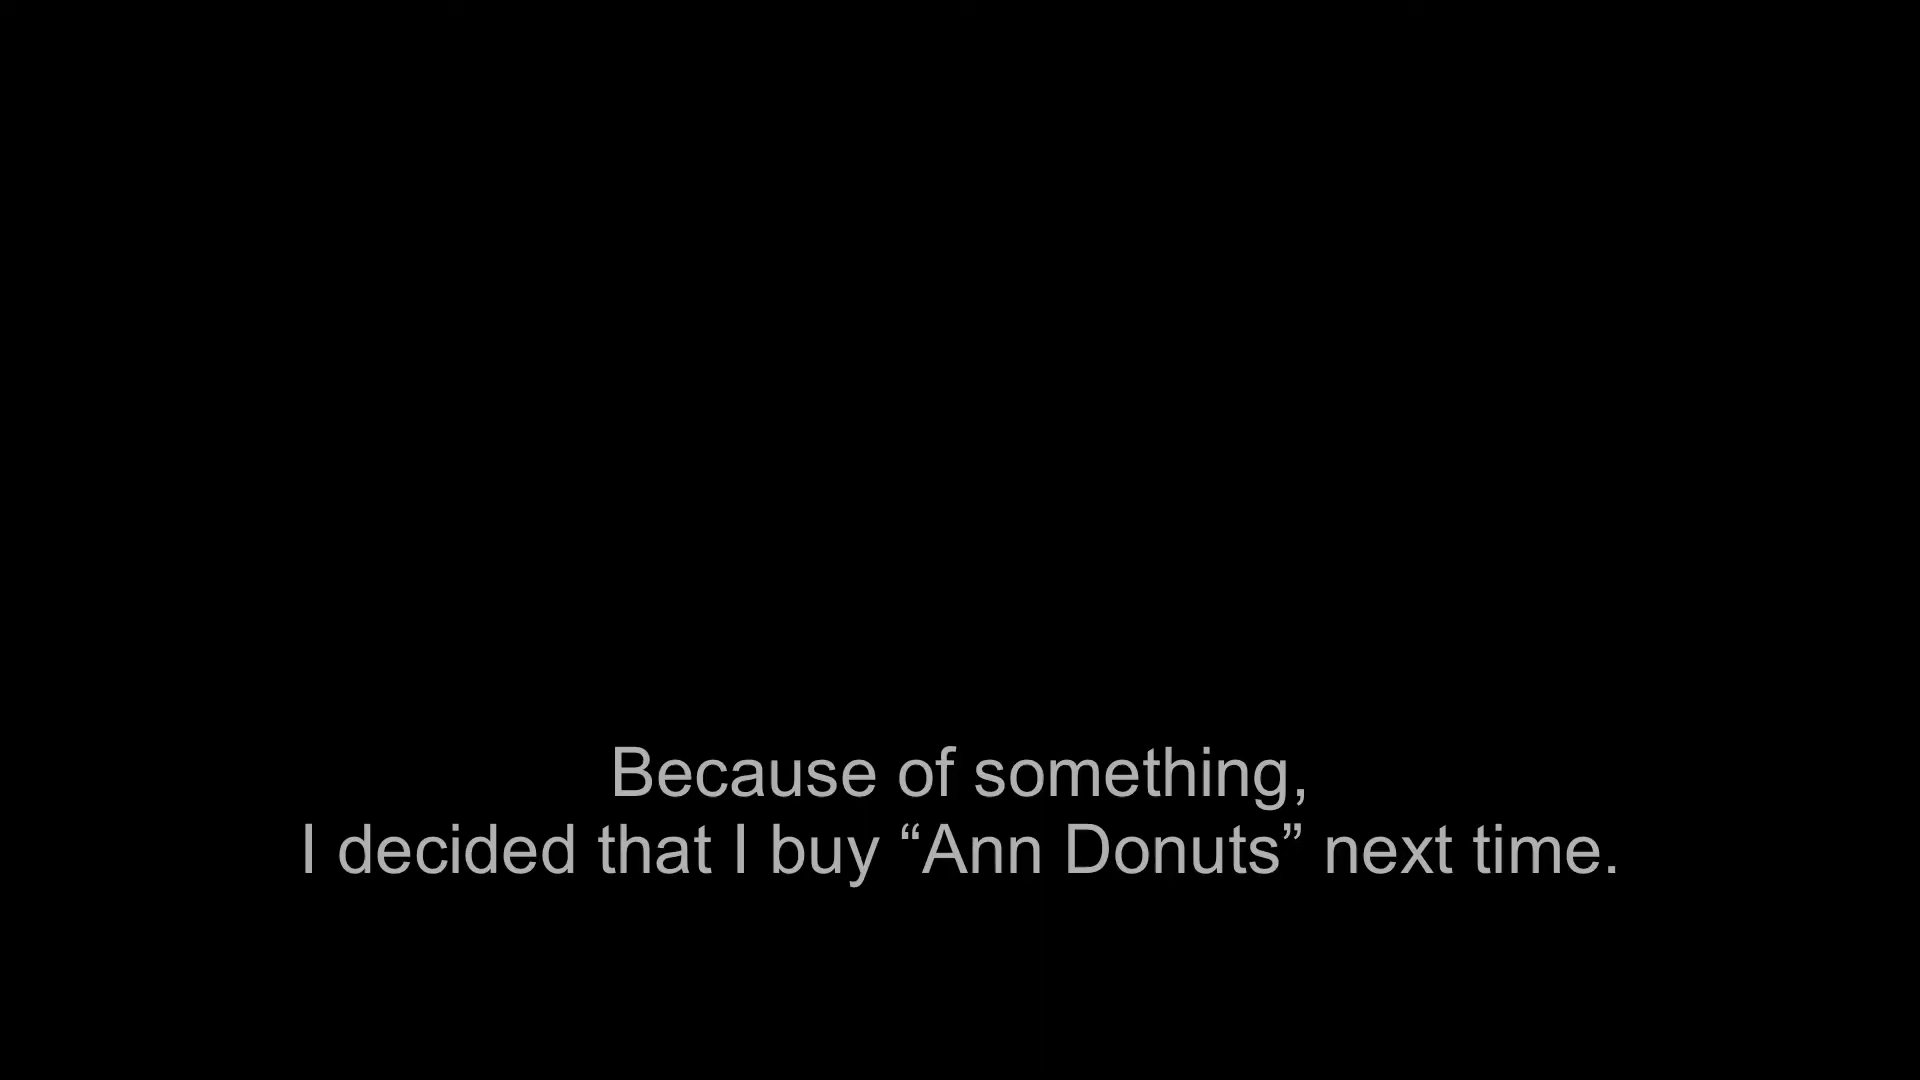 Because of something,
I decided that I buy “Ann Donuts” next time.